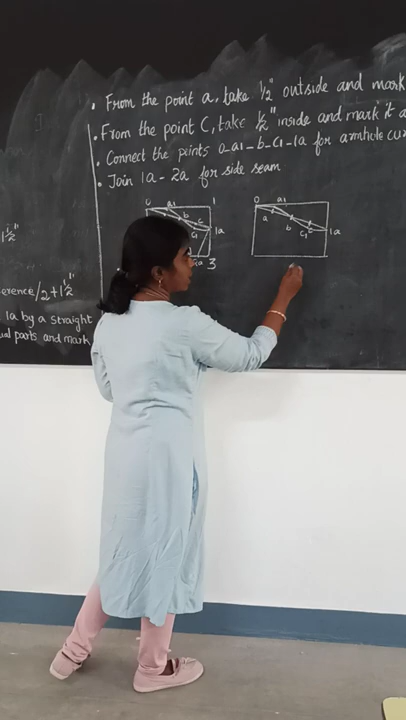 . From the point a, take 1/2" outside and mark
. From the point C, take 1/2" inside and mark it a
. Connect the points 0-a1-b-C1-1a for armhole cu
. Join 1a - 2a for side seam
0 a1 1
b c
C1 1a
3
0 a1
a
b C1 c 1a
1 1/2"
erence/2 + 1 1/2"
1a by a straight
ual parts and mark